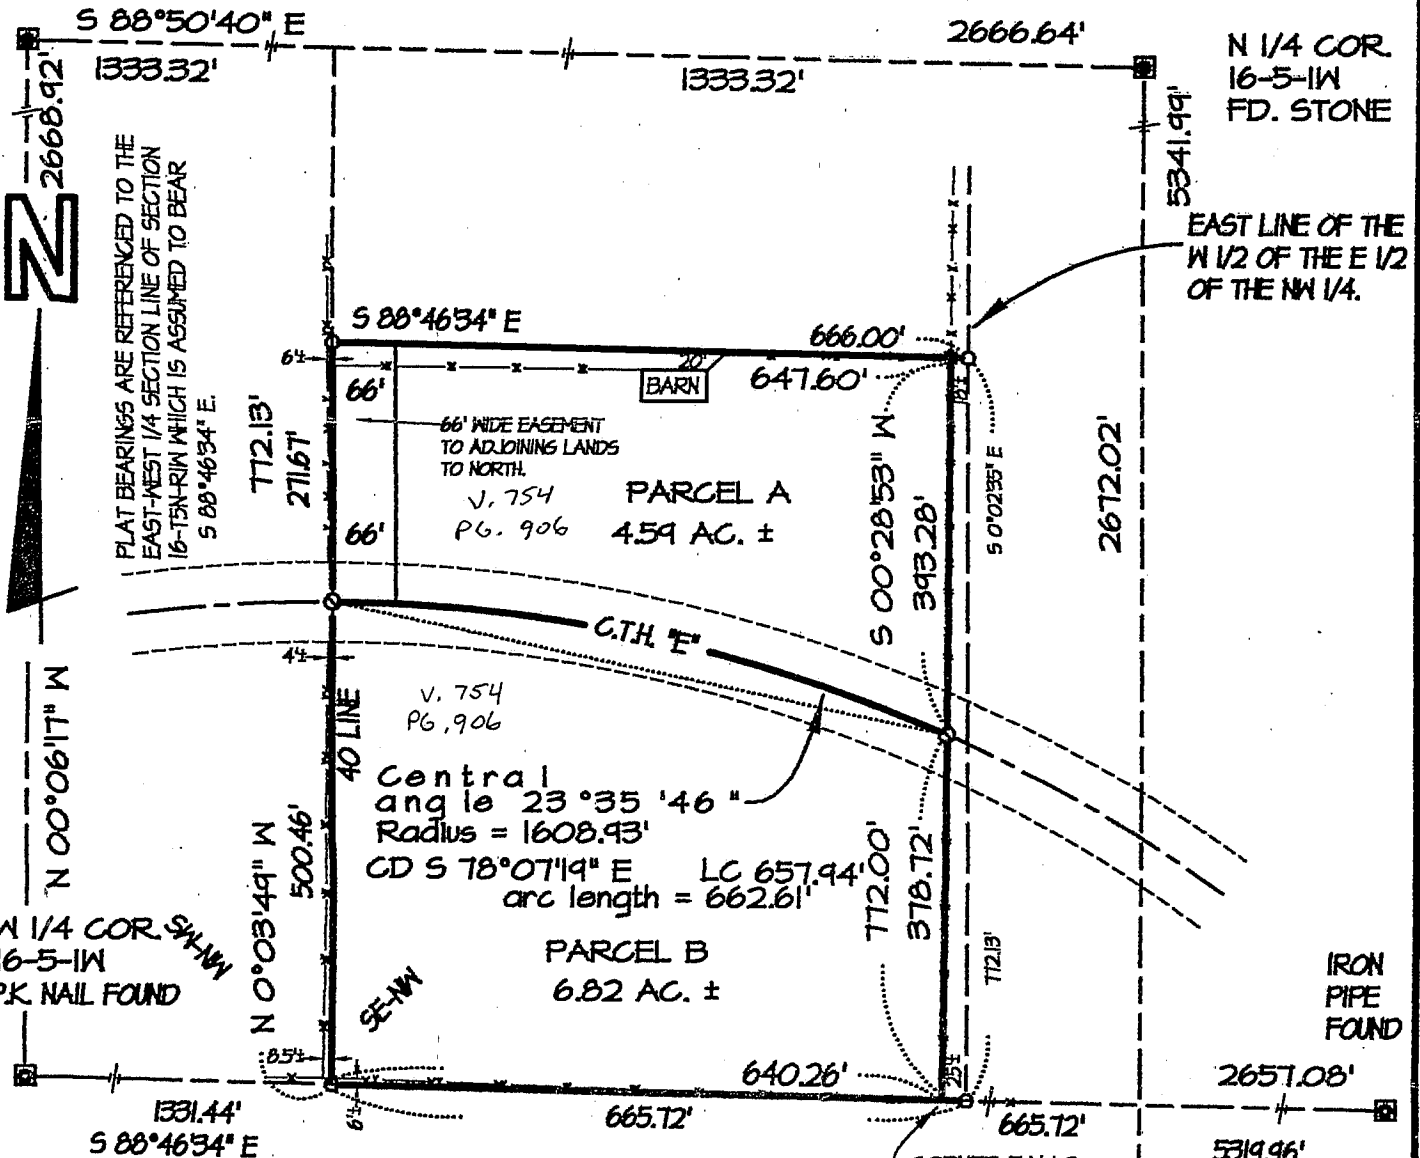 S 88°50'40" E
1333.32'
2666.64'
1333.32'
N 1/4 COR.
16-5-1W
FD. STONE
2668.92'
5341.99'
N
PLAT BEARINGS ARE REFERENCED TO THE
EAST-WEST 1/4 SECTION LINE OF SECTION
16-T5N-R1W WHICH IS ASSUMED TO BEAR
S 88°46'34" E.
EAST LINE OF THE
W 1/2 OF THE E 1/2
OF THE NW 1/4.
S 88°46'34" E
666.00'
6'±
20'
BARN
647.60'
18'±
66'
66' WIDE EASEMENT
TO ADJOINING LANDS
TO NORTH.
V. 754
PG. 906
PARCEL A
4.59 AC. ±
772.13'
271.67'
66'
S 00°28'53" W
393.28'
S 0°02'55" E
2672.02'
C.T.H. "E"
4'±
40 LINE
V. 754
PG. 906
Central
angle 23°35'46"
Radius = 1608.93'
CD S 78°07'19" E LC 657.94'
arc length = 662.61'
N 00°06'17" W
N 0°03'49" W
500.46'
772.00'
378.72'
772.13'
W 1/4 COR.
16-5-1W
P.K. NAIL FOUND
SW-NW
SE-NW
PARCEL B
6.82 AC. ±
IRON
PIPE
FOUND
8.5'±
6'±
640.26'
25'±
2657.08'
1331.44'
S 88°46'34" E
665.72'
665.72'
5319.96'